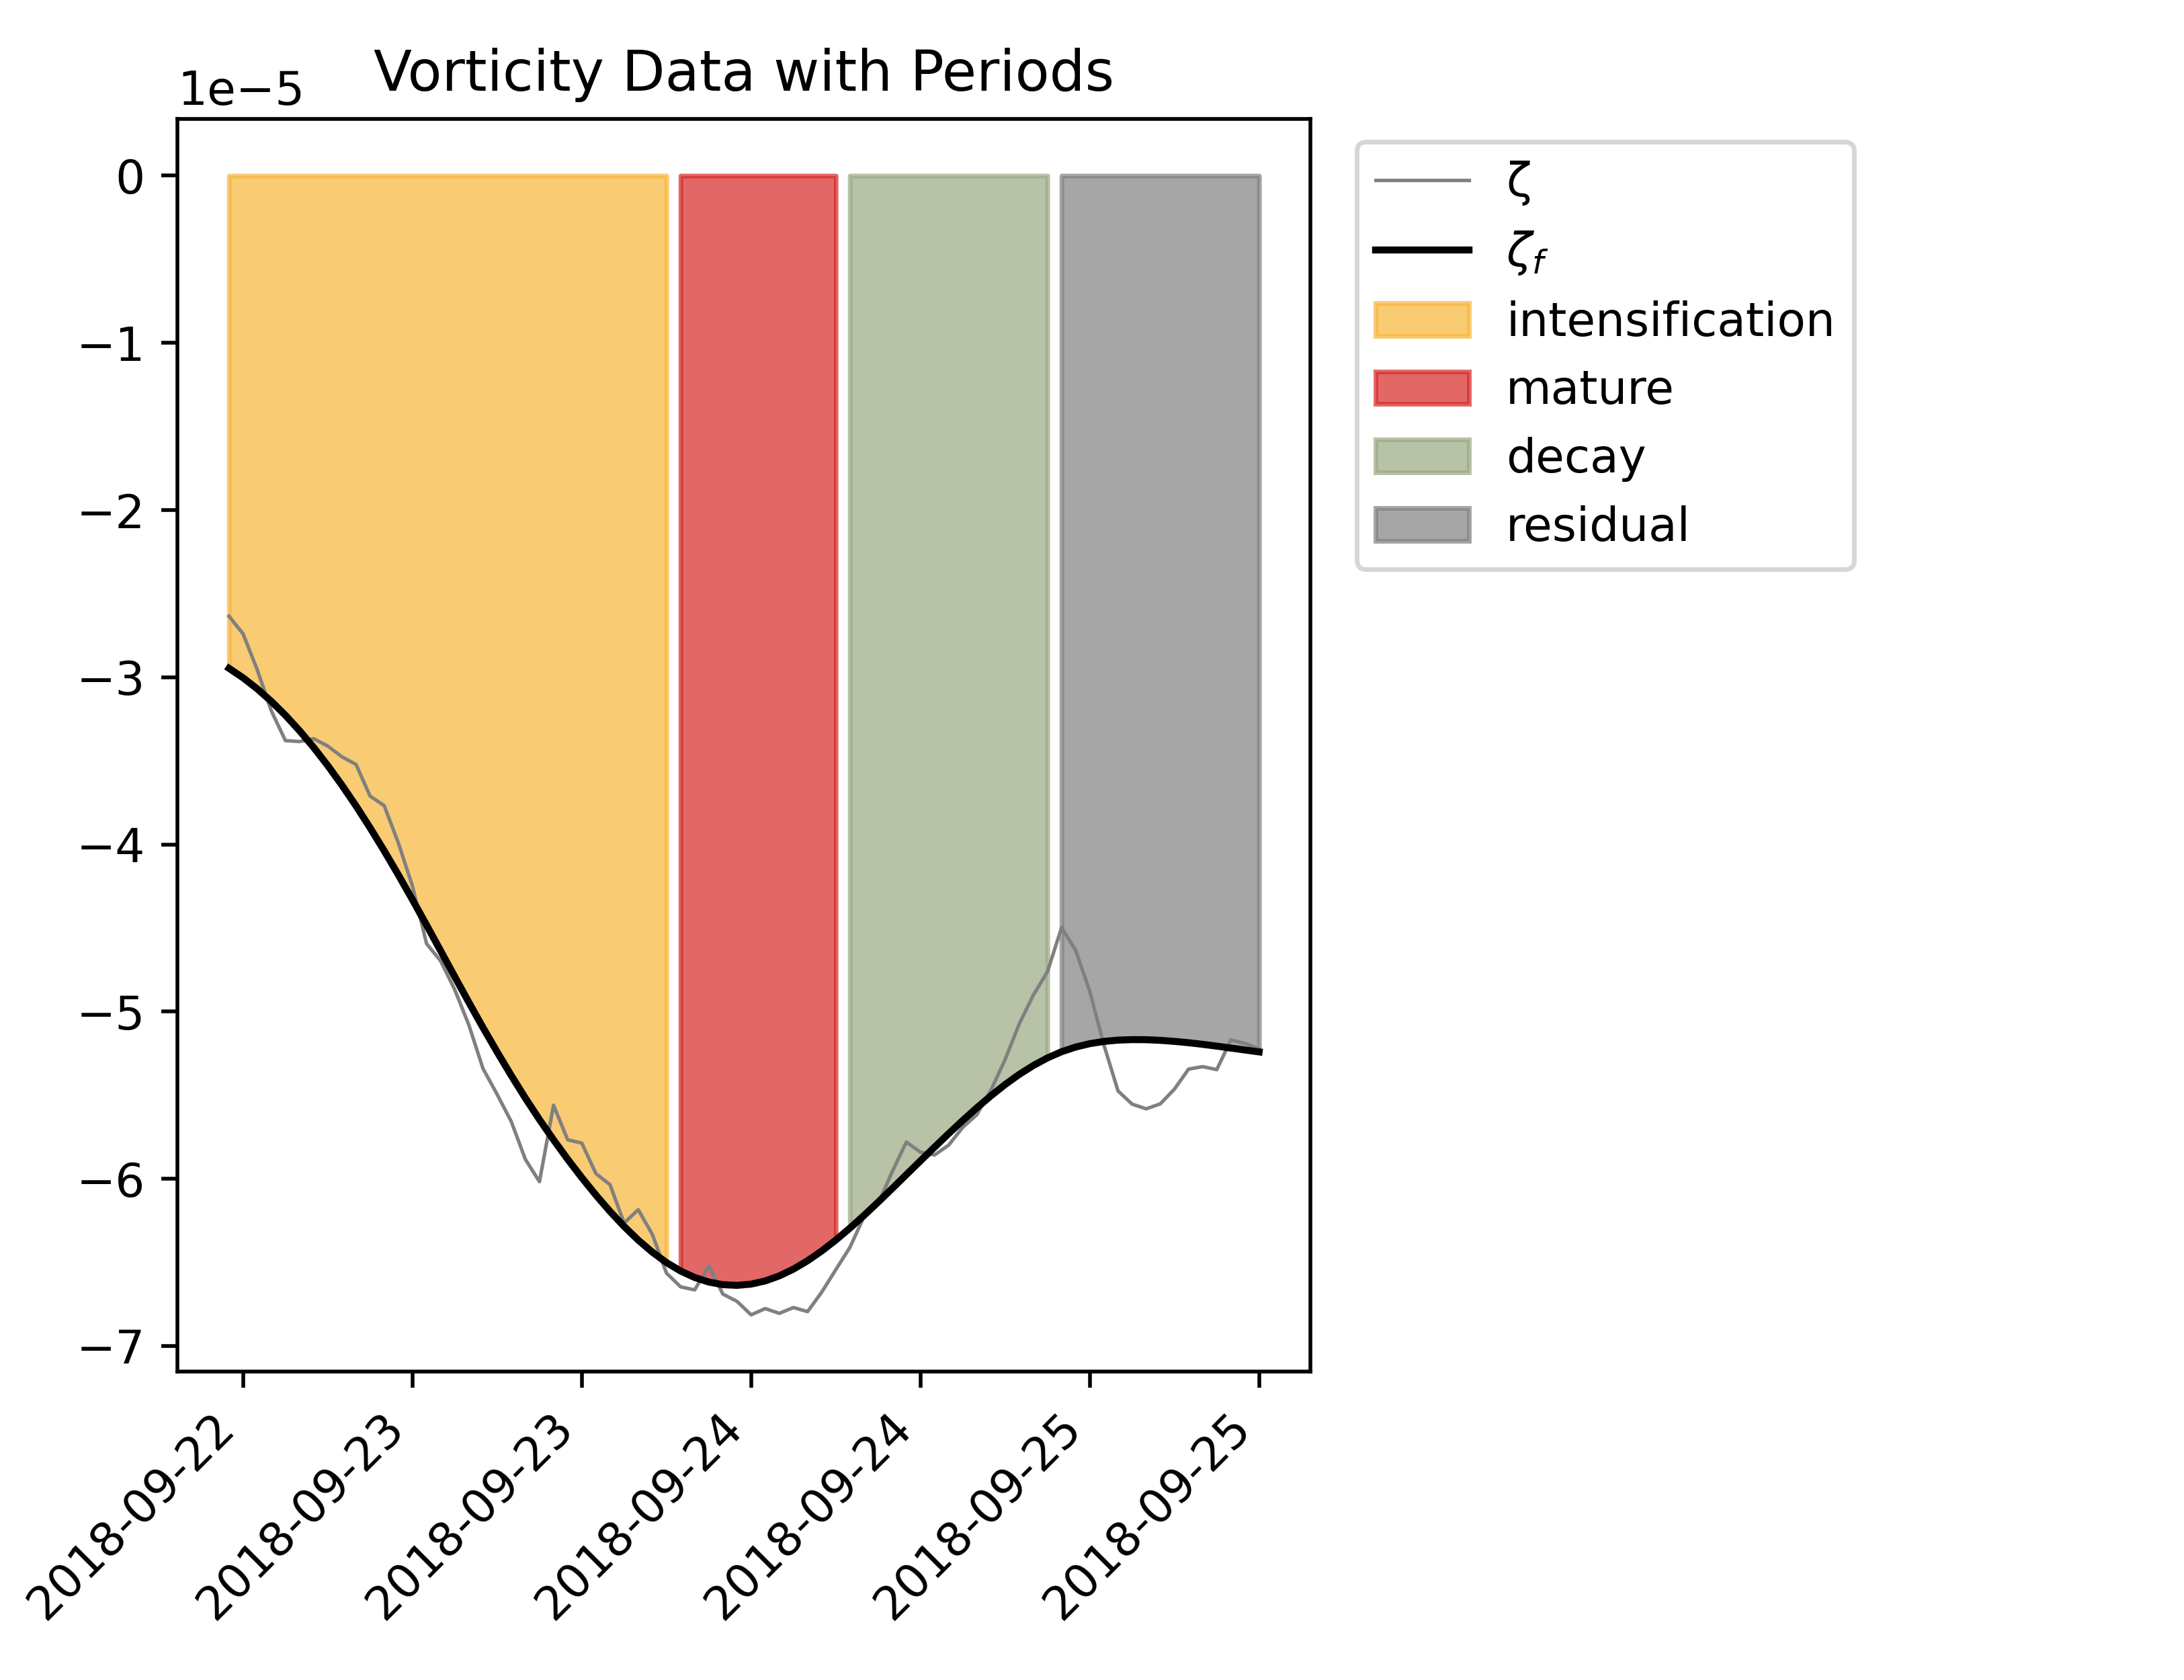 Vorticity Data with Periods
1e−5
0
−1
−2
−3
−4
−5
−6
−7
2018-09-22
2018-09-23
2018-09-23
2018-09-24
2018-09-24
2018-09-25
2018-09-25
ζ
ζf
intensification
mature
decay
residual